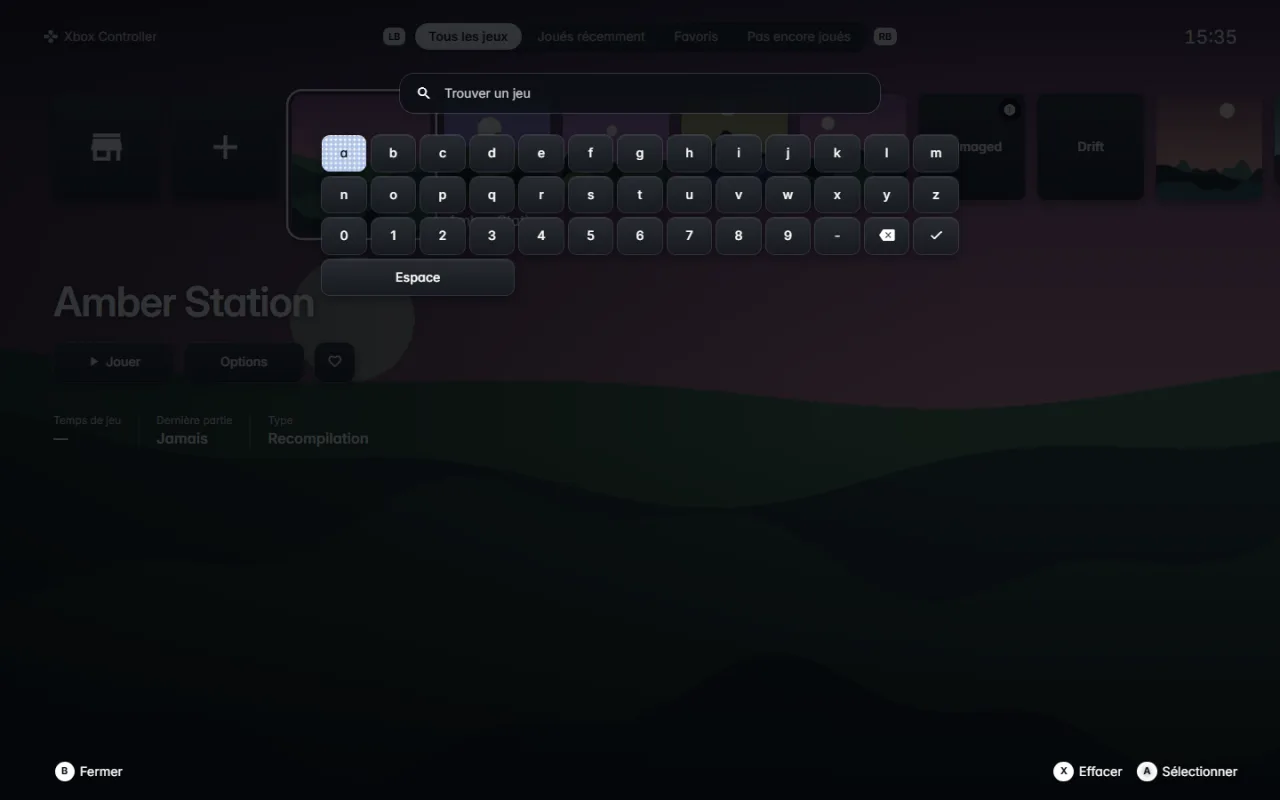 Xbox Controller
LB Tous les jeux Joués récemment Favoris Pas encore joués RB
15:35
Trouver un jeu
maged
Drift
a b c d e f g h i j k l m
n o p q r s t u v w x y z
0 1 2 3 4 5 6 7 8 9 -
Espace
Amber Station
Jouer Options
Temps de jeu Dernière partie Type
— Jamais Recompilation
B Fermer
X Effacer A Sélectionner